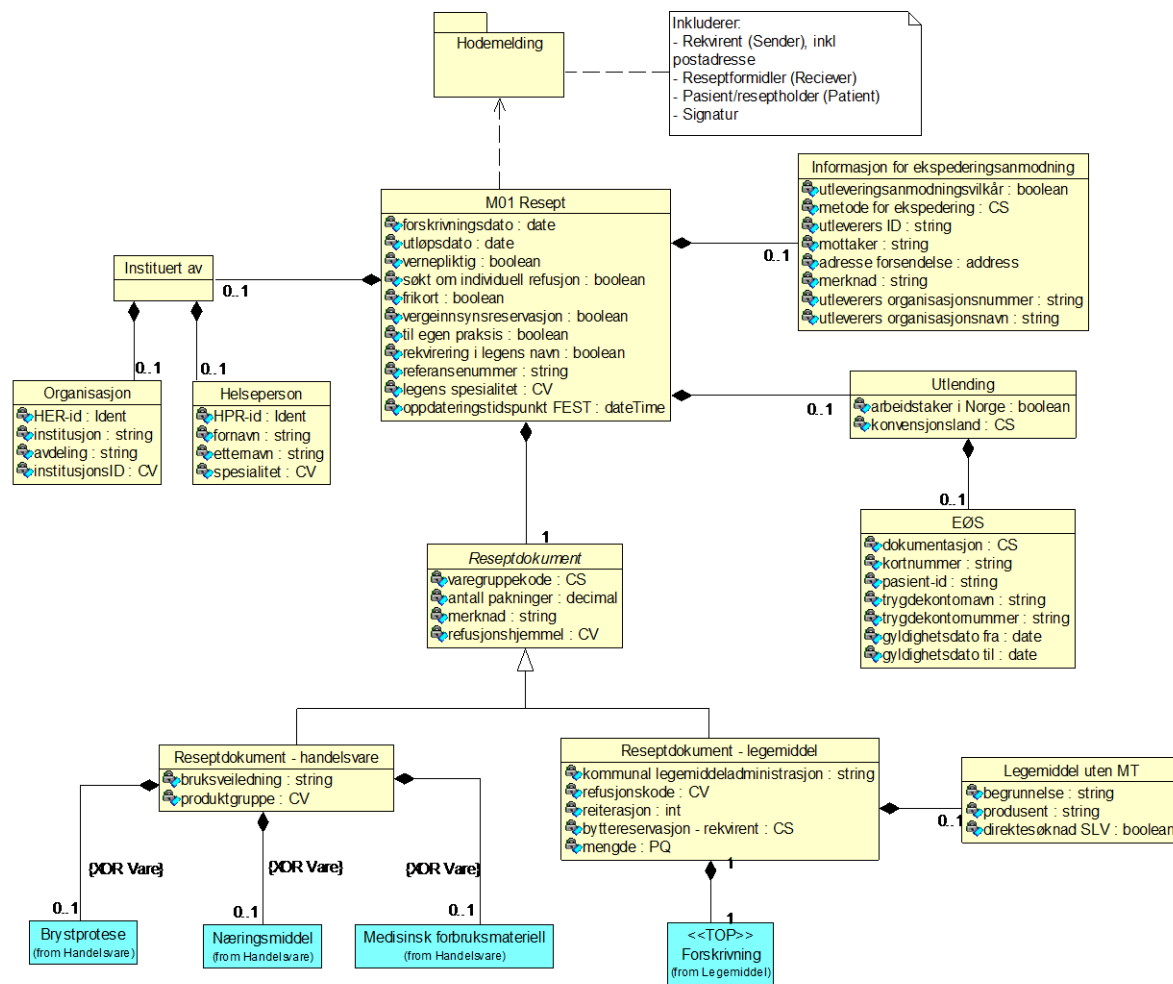 Hodemelding
Inkluderer:
- Rekvirent (Sender), inkl
postadresse
- Reseptformidler (Reciever)
- Pasient/reseptholder (Patient)
- Signatur
Informasjon for ekspederingsanmodning
utleveringsanmodningsvilkår : boolean
metode for ekspedering : CS
utleverers ID : string
mottaker : string
adresse forsendelse : address
merknad : string
utleverers organisasjonsnummer : string
utleverers organisasjonsnavn : string
0..1
M01 Resept
forskrivningsdato : date
utløpsdato : date
vernepliktig : boolean
søkt om individuell refusjon : boolean
frikort : boolean
vergeinnsynsreservasjon : boolean
til egen praksis : boolean
rekvirering i legens navn : boolean
referansenummer : string
legens spesialitet : CV
oppdateringstidspunkt FEST : dateTime
Instituert av
0..1
0..1
0..1
Organisasjon
HER-id : Ident
institusjon : string
avdeling : string
institusjonsID : CV
Helseperson
HPR-id : Ident
fornavn : string
etternavn : string
spesialitet : CV
Utlending
arbeidstaker i Norge : boolean
konvensjonsland : CS
0..1
0..1
EØS
dokumentasjon : CS
kortnummer : string
pasient-id : string
trygdekontornavn : string
trygdekontornummer : string
gyldighetsdato fra : date
gyldighetsdato til : date
1
Reseptdokument
varegruppekode : CS
antall pakninger : decimal
merknad : string
refusjonshjemmel : CV
Reseptdokument - handelsvare
bruksveiledning : string
produktgruppe : CV
Reseptdokument - legemiddel
kommunal legemiddeladministrasjon : string
refusjonskode : CV
reiterasjon : int
byttereservasjon - rekvirent : CS
mengde : PQ
Legemiddel uten MT
begrunnelse : string
produsent : string
direktesøknad SLV : boolean
0..1
{XOR Vare}
{XOR Vare}
{XOR Vare}
0..1
0..1
0..1
1
1
Brystprotese
(from Handelsvare)
Næringsmiddel
(from Handelsvare)
Medisinsk forbruksmateriell
(from Handelsvare)
<<TOP>>
Forskrivning
(from Legemiddel)